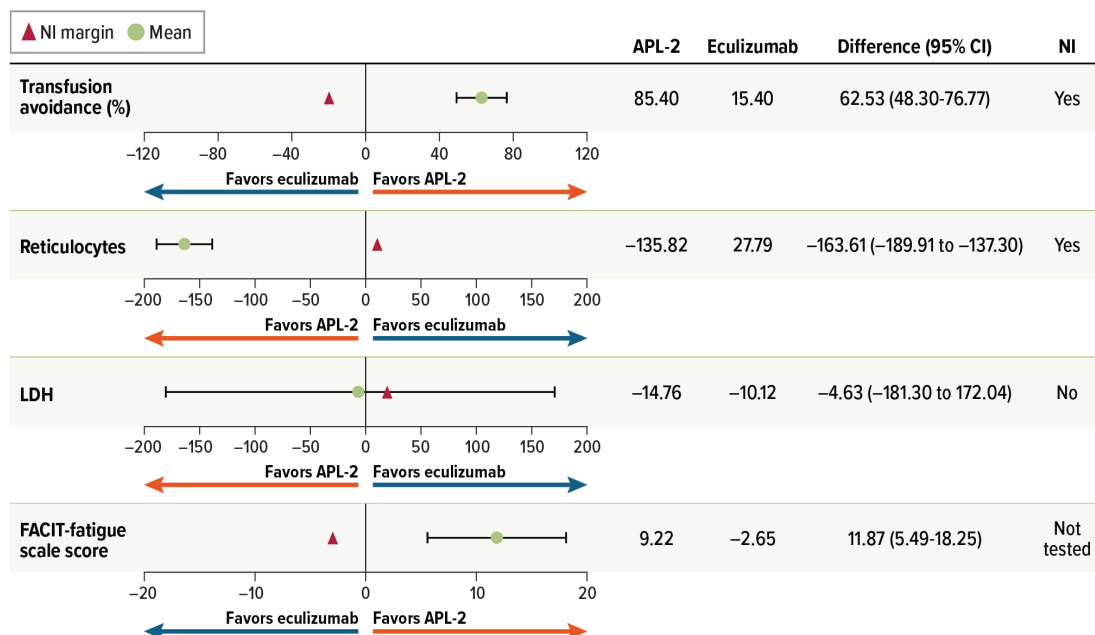 NI margin Mean
APL-2 Eculizumab Difference (95% CI) NI
Transfusion
avoidance (%)
85.40 15.40 62.53 (48.30-76.77) Yes
–120 –80 –40 0 40 80 120
Favors eculizumab Favors APL-2
Reticulocytes –135.82 27.79 –163.61 (–189.91 to –137.30) Yes
–200 –150 –100 –50 0 50 100 150 200
Favors APL-2 Favors eculizumab
LDH –14.76 –10.12 –4.63 (–181.30 to 172.04) No
–200 –150 –100 –50 0 50 100 150 200
Favors APL-2 Favors eculizumab
FACIT-fatigue
scale score
9.22 –2.65 11.87 (5.49-18.25) Not
tested
–20 –10 0 10 20
Favors eculizumab Favors APL-2